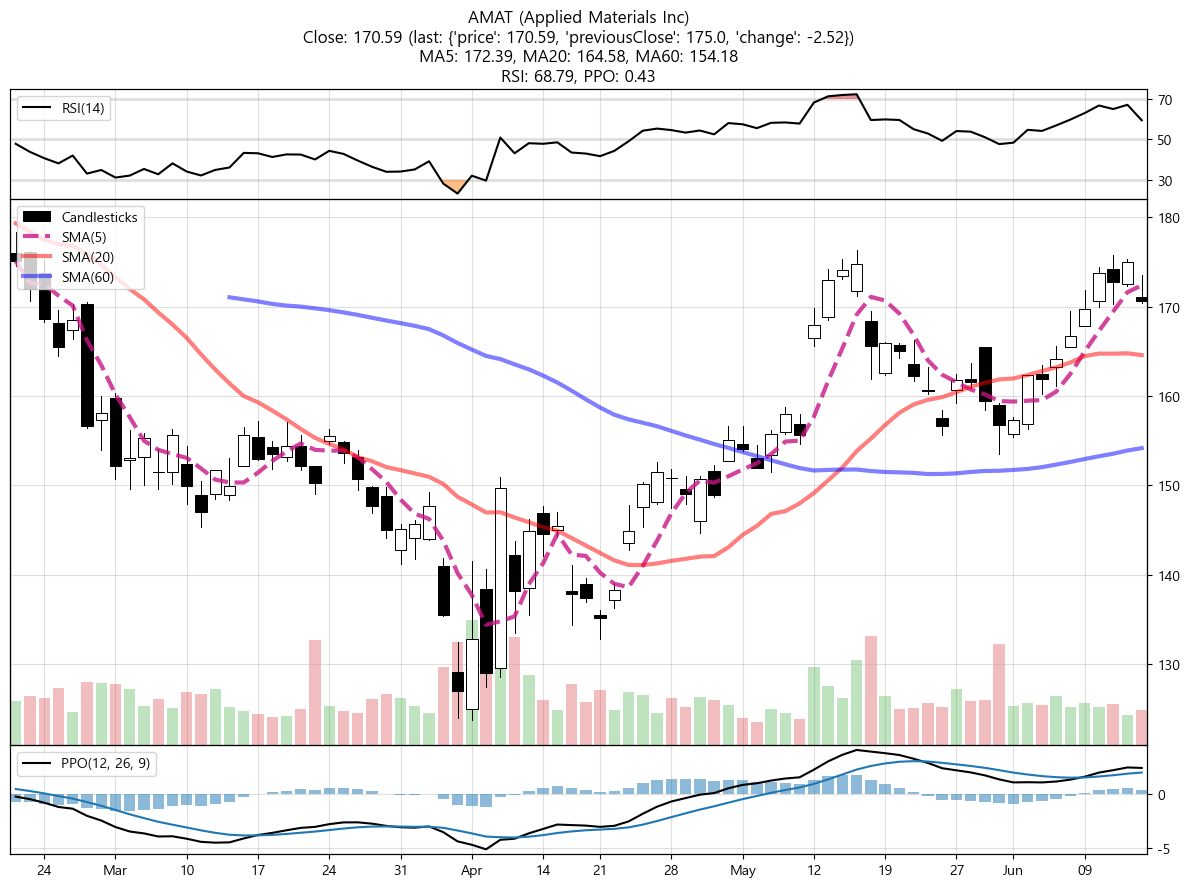 AMAT (Applied Materials Inc)
Close: 170.59 (last: {'price': 170.59, 'previousClose': 175.0, 'change': -2.52})
MA5: 172.39, MA20: 164.58, MA60: 154.18
RSI: 68.79, PPO: 0.43
RSI(14)
70
50
30
Candlesticks
SMA(5)
SMA(20)
SMA(60)
180
170
160
150
140
130
PPO(12, 26, 9)
0
-5
24 Mar 10 17 24 31 Apr 14 21 28 May 12 19 27 Jun 09